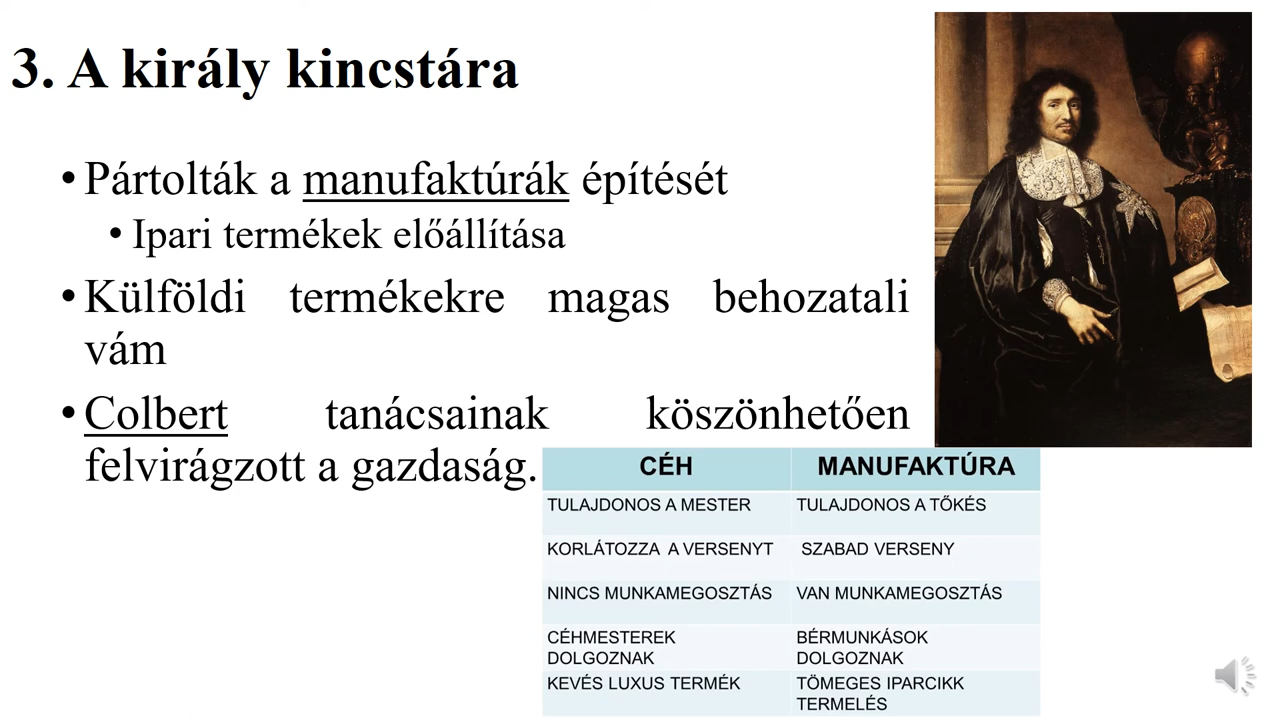 3. A király kincstára
• Pártolták a manufaktúrák építését
• Ipari termékek előállítása
• Külföldi termékekre magas behozatali
vám
• Colbert tanácsainak köszönhetően
felvirágzott a gazdaság.
CÉH MANUFAKTÚRA
TULAJDONOS A MESTER TULAJDONOS A TŐKÉS
KORLÁTOZZA A VERSENYT SZABAD VERSENY
NINCS MUNKAMEGOSZTÁS VAN MUNKAMEGOSZTÁS
CÉHMESTEREK BÉRMUNKÁSOK
DOLGOZNAK DOLGOZNAK
KEVÉS LUXUS TERMÉK TÖMEGES IPARCIKK
TERMELÉS